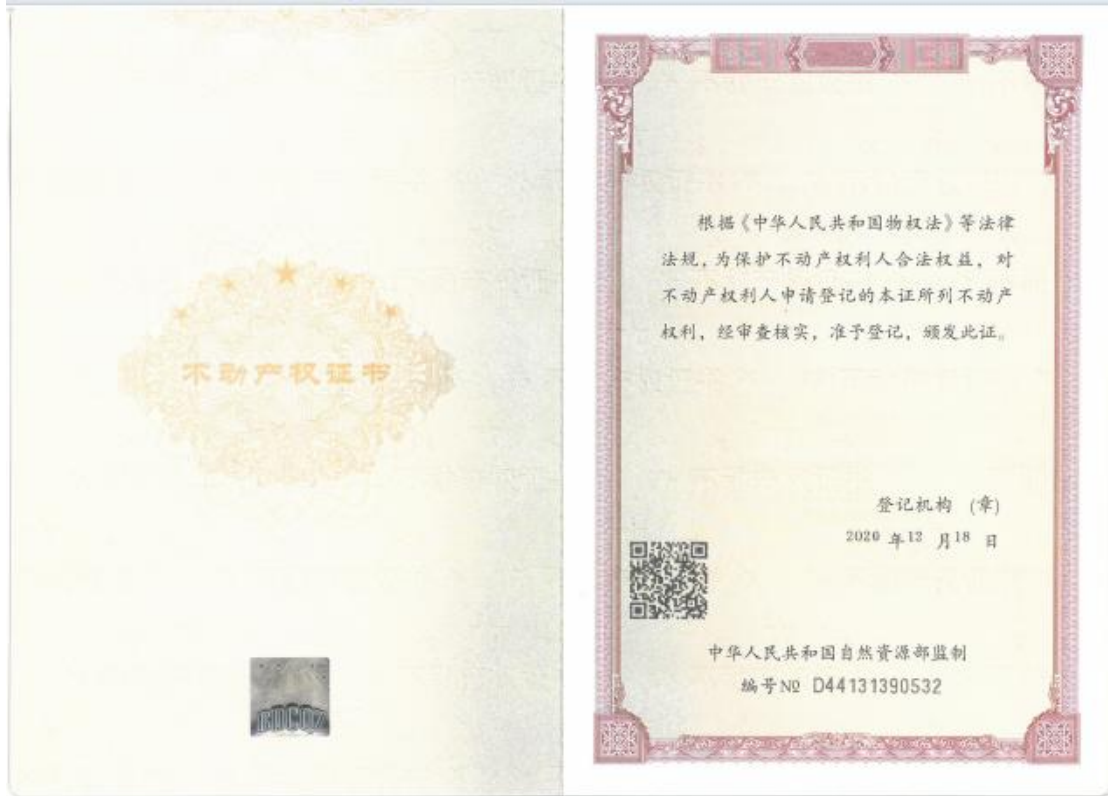 不动产权证书
根据《中华人民共和国物权法》等法律
法规，为保护不动产权利人合法权益，对
不动产权利人申请登记的本证所列不动产
权利，经审查核实，准予登记，颁发此证。
登记机构 (章)
2020 年12 月18 日
中华人民共和国自然资源部监制
编号№ D44131390532